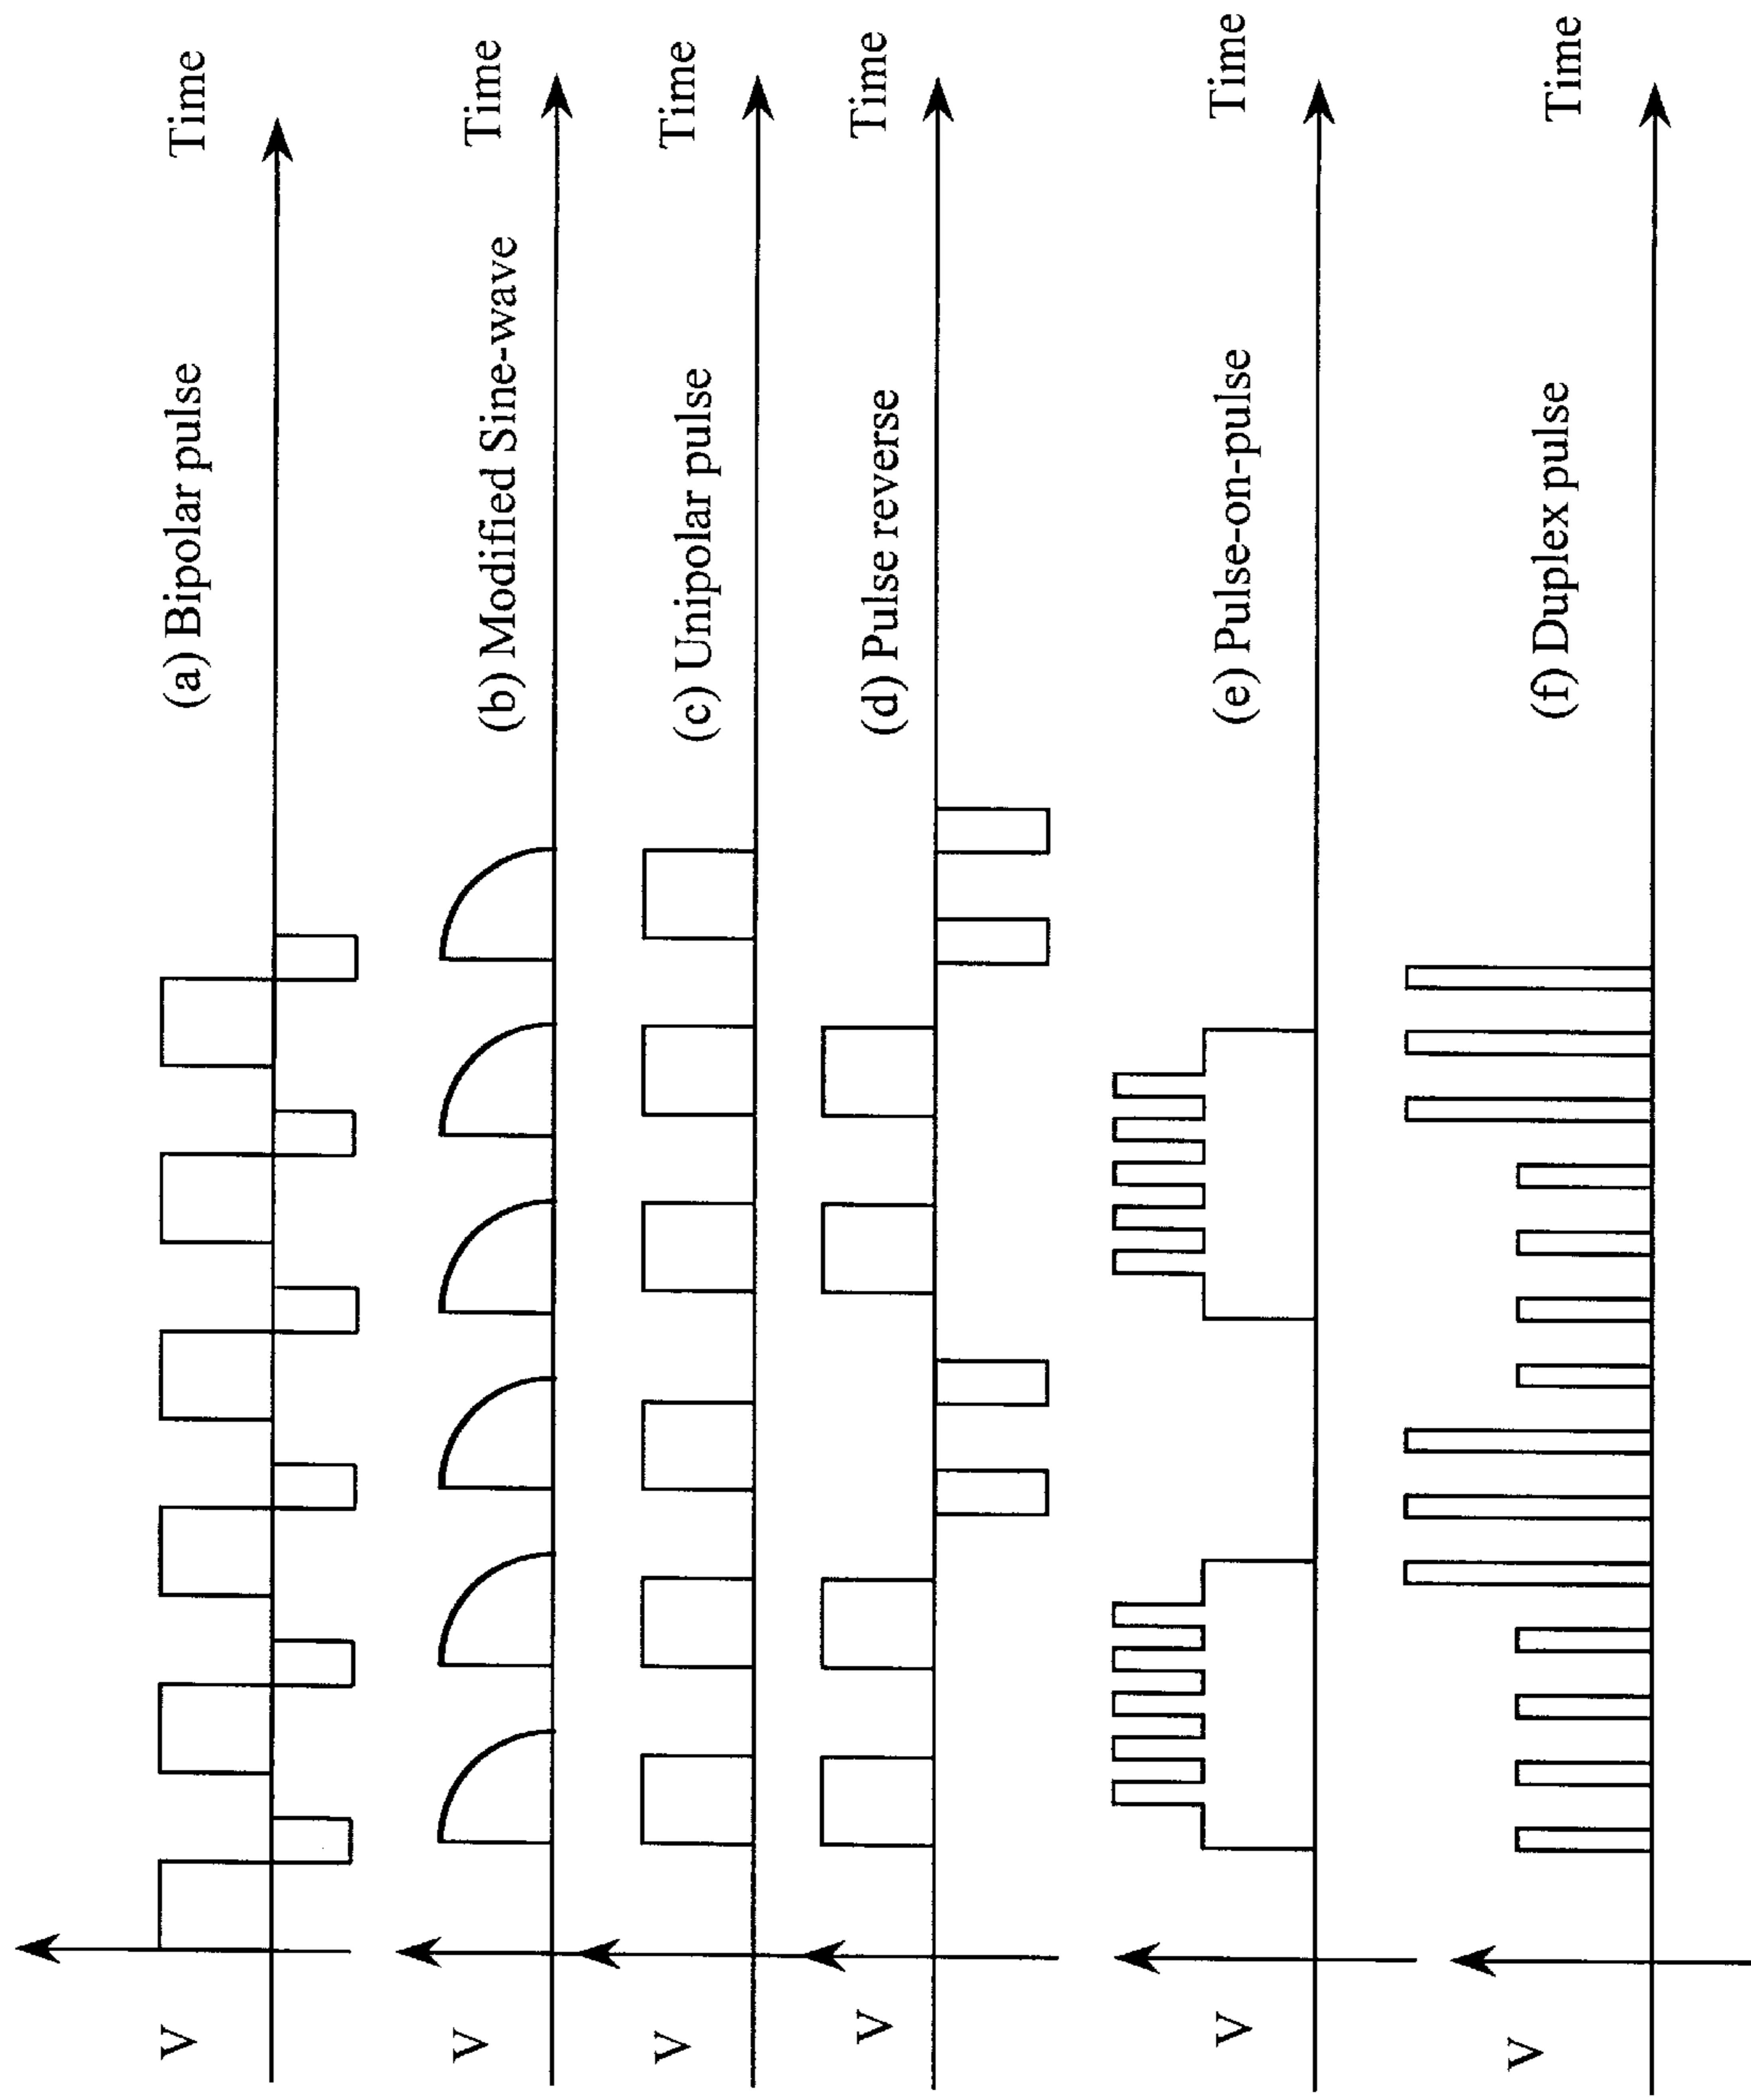 V
(a) Bipolar pulse
Time
V
(b) Modified Sine-wave
Time
V
(c) Unipolar pulse
Time
V
(d) Pulse reverse
Time
V
(e) Pulse-on-pulse
Time
V
(f) Duplex pulse
Time